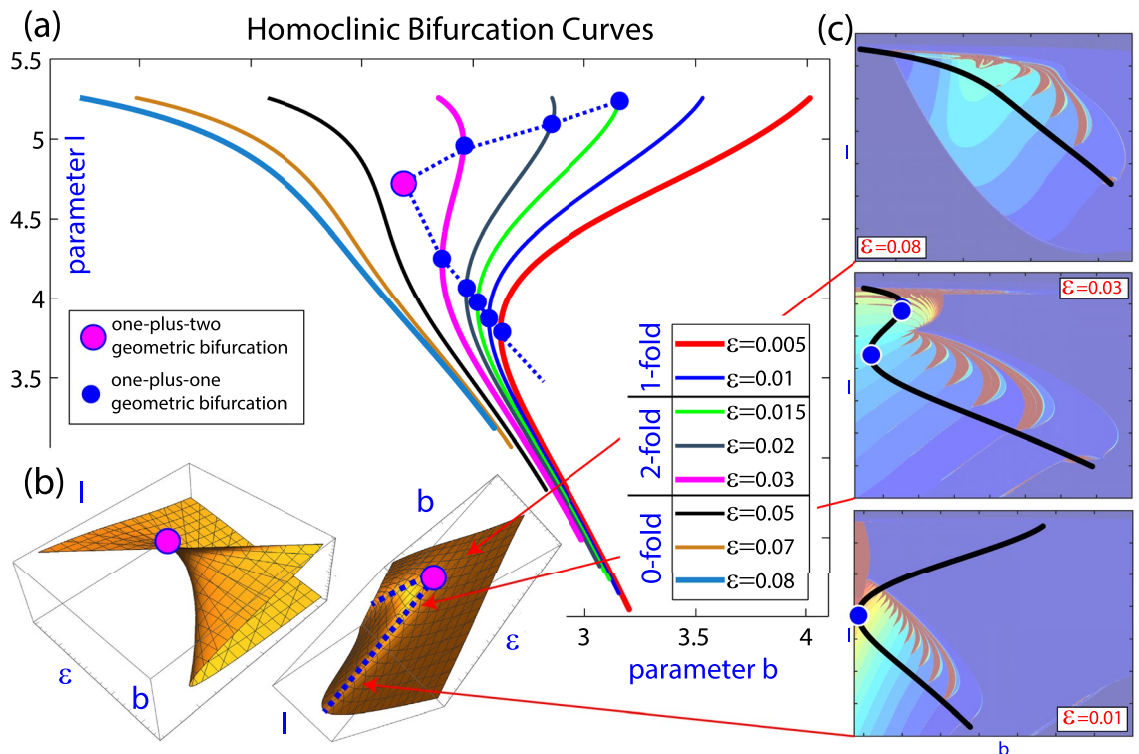 (a)
Homoclinic Bifurcation Curves
(c)
5.5
5
4.5
4
3.5
parameter I
one-plus-two
geometric bifurcation
one-plus-one
geometric bifurcation
1-fold
ε=0.005
ε=0.01
2-fold
ε=0.015
ε=0.02
ε=0.03
0-fold
ε=0.05
ε=0.07
ε=0.08
3
3.5
4
parameter b
(b)
I
ε
b
b
ε
I
I
ε=0.08
ε=0.03
I
I
ε=0.01
b